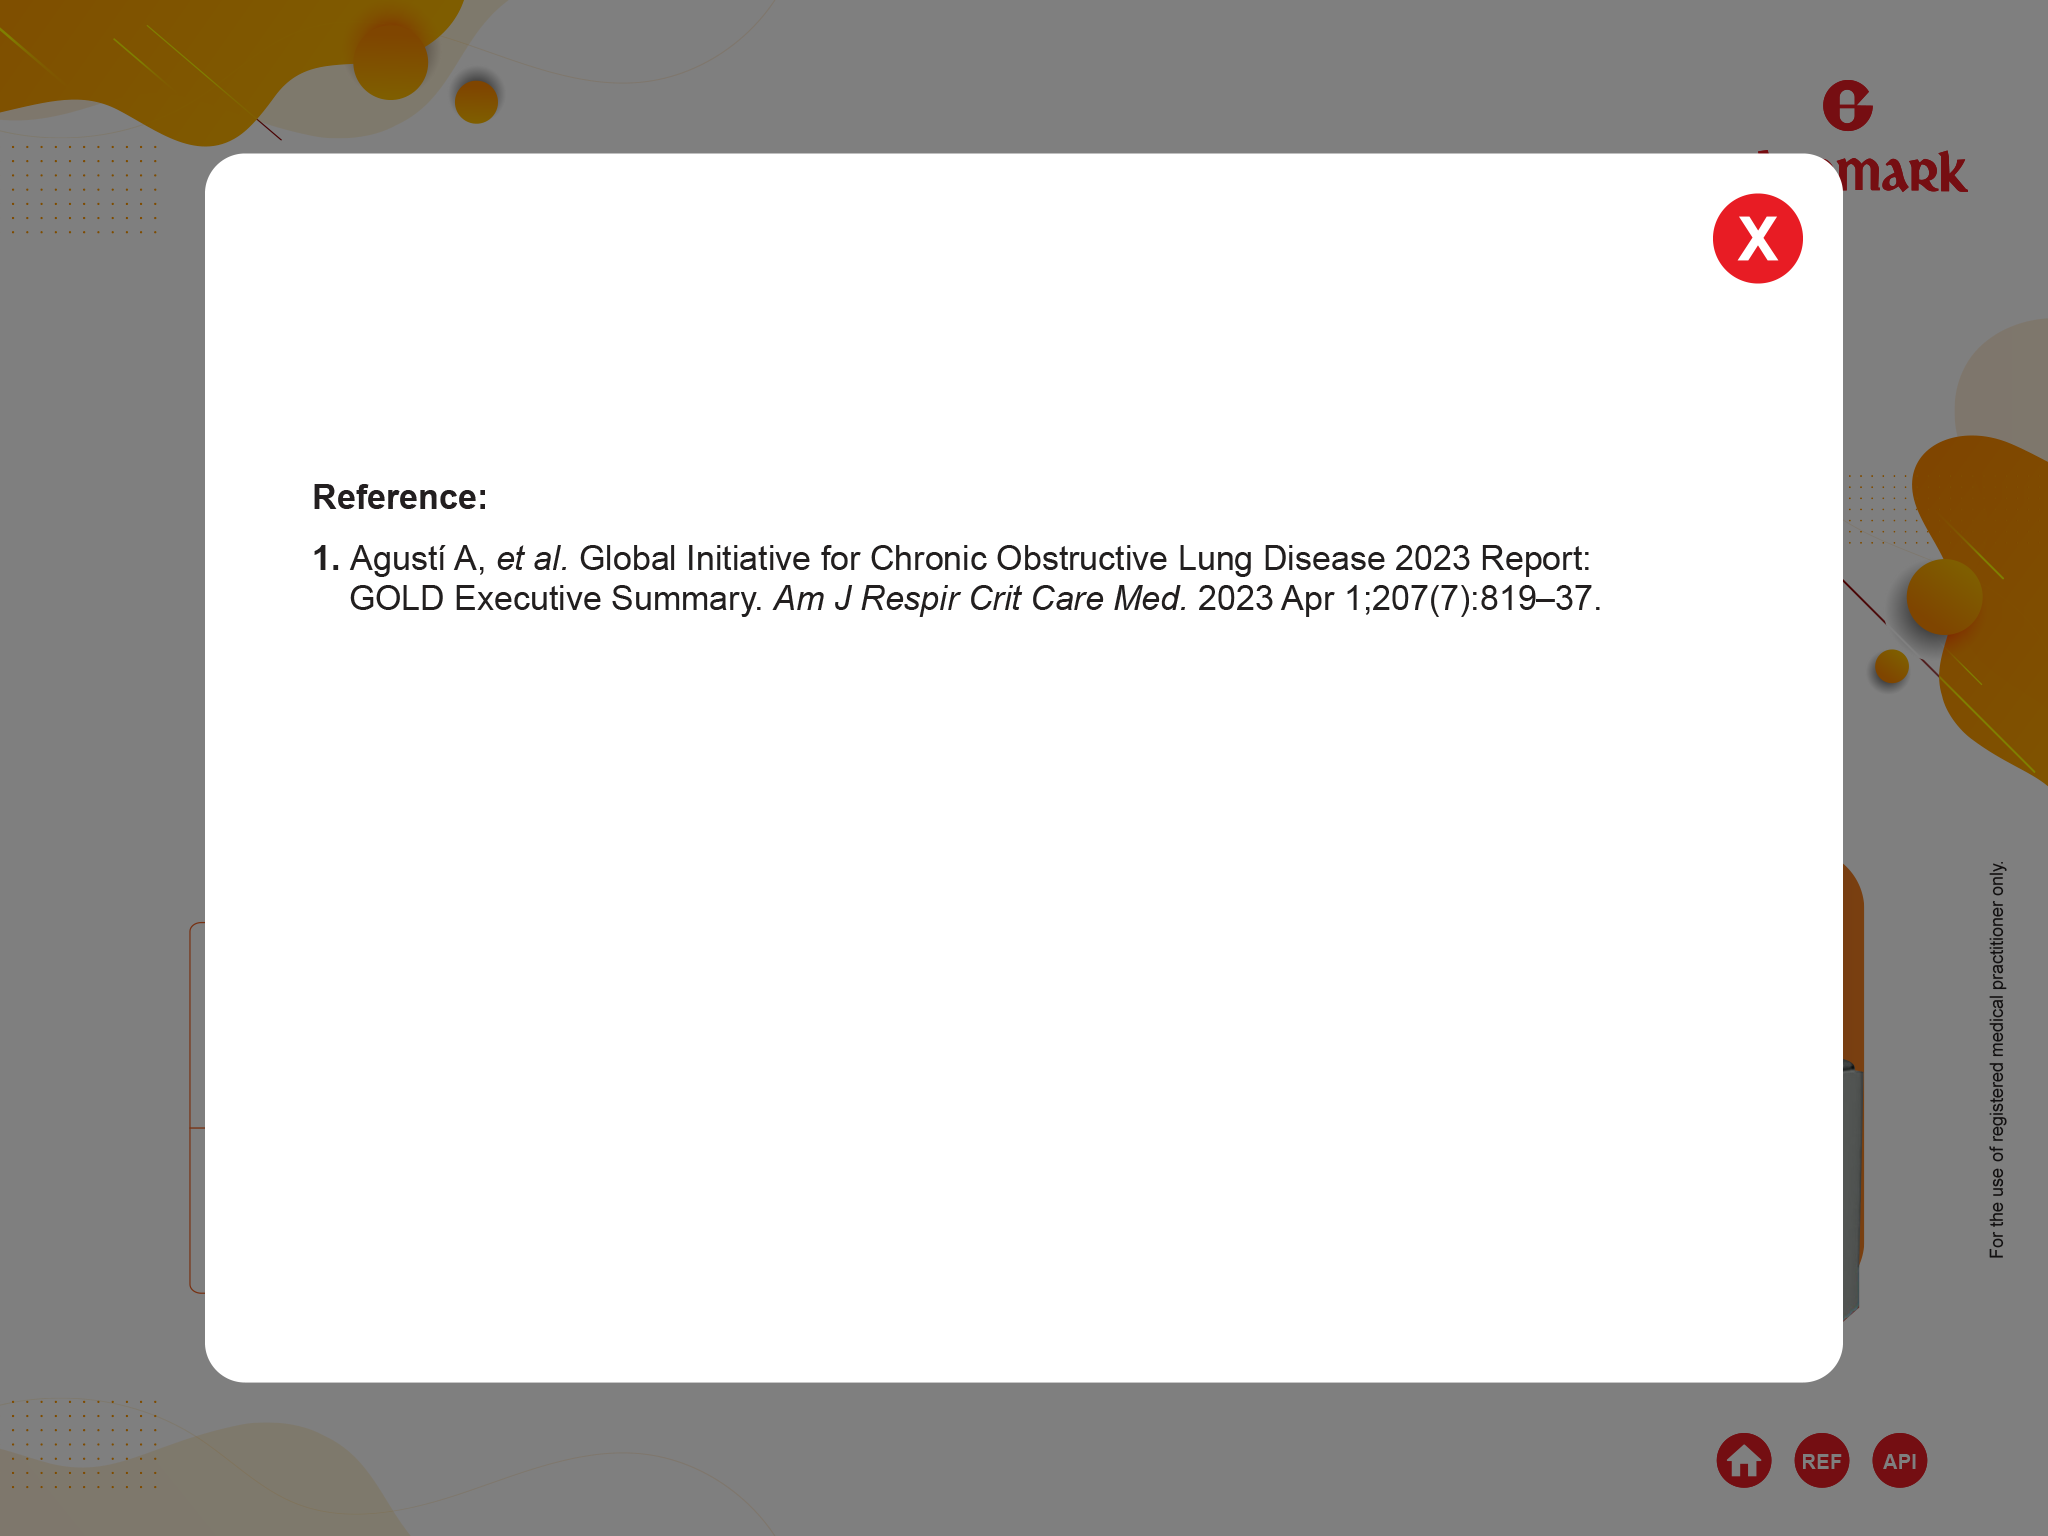 mark
X
Reference:
1. Agustí A, et al. Global Initiative for Chronic Obstructive Lung Disease 2023 Report:
GOLD Executive Summary. Am J Respir Crit Care Med. 2023 Apr 1;207(7):819–37.
For the use of registered medical practitioner only.
REF
API